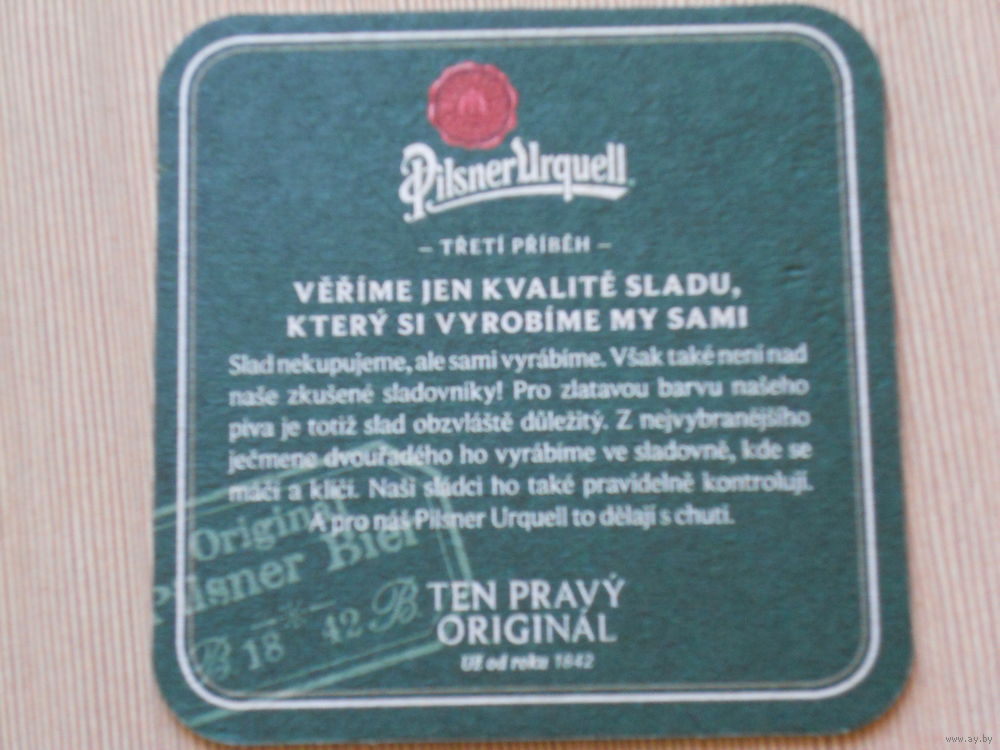 Pilsner Urquell
– TŘETÍ PŘÍBĚH –
VĚŘÍME JEN KVALITĚ SLADU,
KTERÝ SI VYROBÍME MY SAMI
Slad nekupujeme, ale sami vyrábíme. Však také není nad
naše zkušené sladovníky! Pro zlatavou barvu našeho
piva je totiž slad obzvláště důležitý. Z nejvybranějšího
ječmene dvouřadého ho vyrábíme ve sladovně, kde se
máčí a klíčí. Naši sládci ho také pravidelně kontrolují.
A pro náš Pilsner Urquell to dělají s chutí.
Original
Pilsner Bier
B 18 42 B
TEN PRAVÝ
ORIGINÁL
Už od roku 1842
www.ay.by